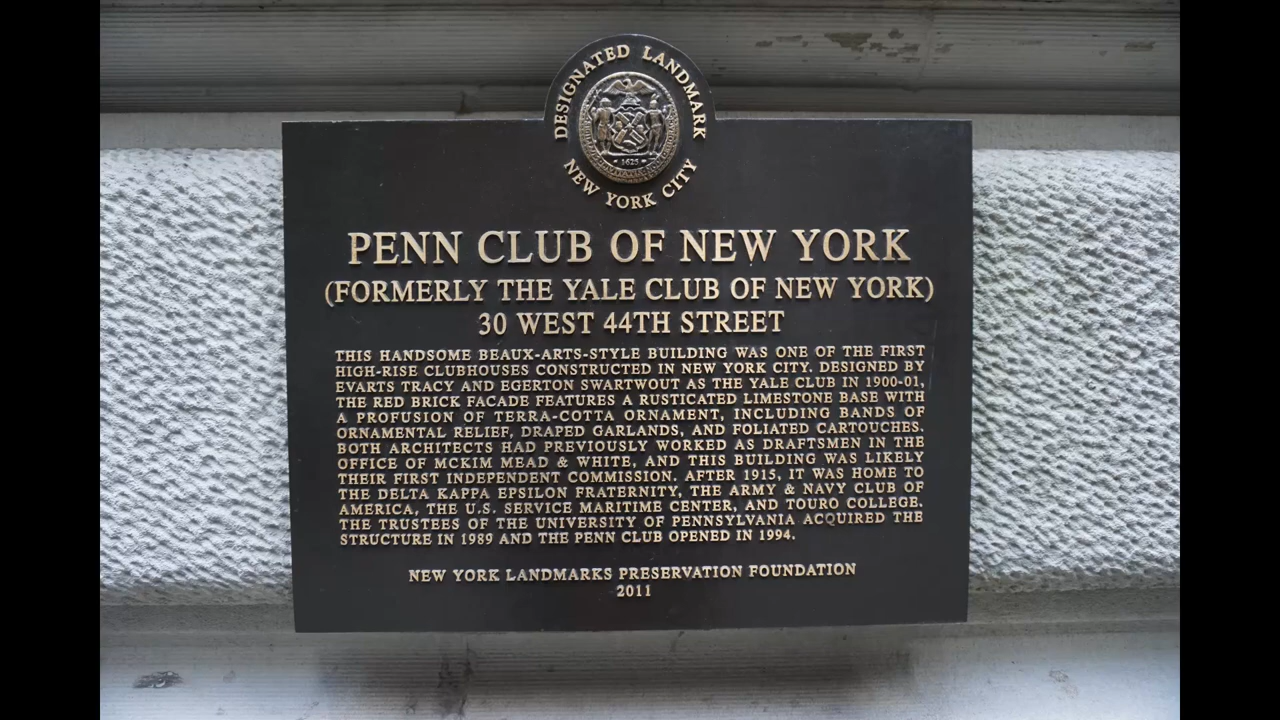 DESIGNATED LANDMARK
1625
NEW YORK CITY
PENN CLUB OF NEW YORK
(FORMERLY THE YALE CLUB OF NEW YORK)
30 WEST 44TH STREET
THIS HANDSOME BEAUX-ARTS-STYLE BUILDING WAS ONE OF THE FIRST
HIGH-RISE CLUBHOUSES CONSTRUCTED IN NEW YORK CITY. DESIGNED BY
EVARTS TRACY AND EGERTON SWARTWOUT AS THE YALE CLUB IN 1900-01,
THE RED BRICK FACADE FEATURES A RUSTICATED LIMESTONE BASE WITH
A PROFUSION OF TERRA-COTTA ORNAMENT, INCLUDING BANDS OF
ORNAMENTAL RELIEF, DRAPED GARLANDS, AND FOLIATED CARTOUCHES.
BOTH ARCHITECTS HAD PREVIOUSLY WORKED AS DRAFTSMEN IN THE
OFFICE OF MCKIM MEAD & WHITE, AND THIS BUILDING WAS LIKELY
THEIR FIRST INDEPENDENT COMMISSION. AFTER 1915, IT WAS HOME TO
THE DELTA KAPPA EPSILON FRATERNITY, THE ARMY & NAVY CLUB OF
AMERICA, THE U.S. SERVICE MARITIME CENTER, AND TOURO COLLEGE.
THE TRUSTEES OF THE UNIVERSITY OF PENNSYLVANIA ACQUIRED THE
STRUCTURE IN 1989 AND THE PENN CLUB OPENED IN 1994.
NEW YORK LANDMARKS PRESERVATION FOUNDATION
2011